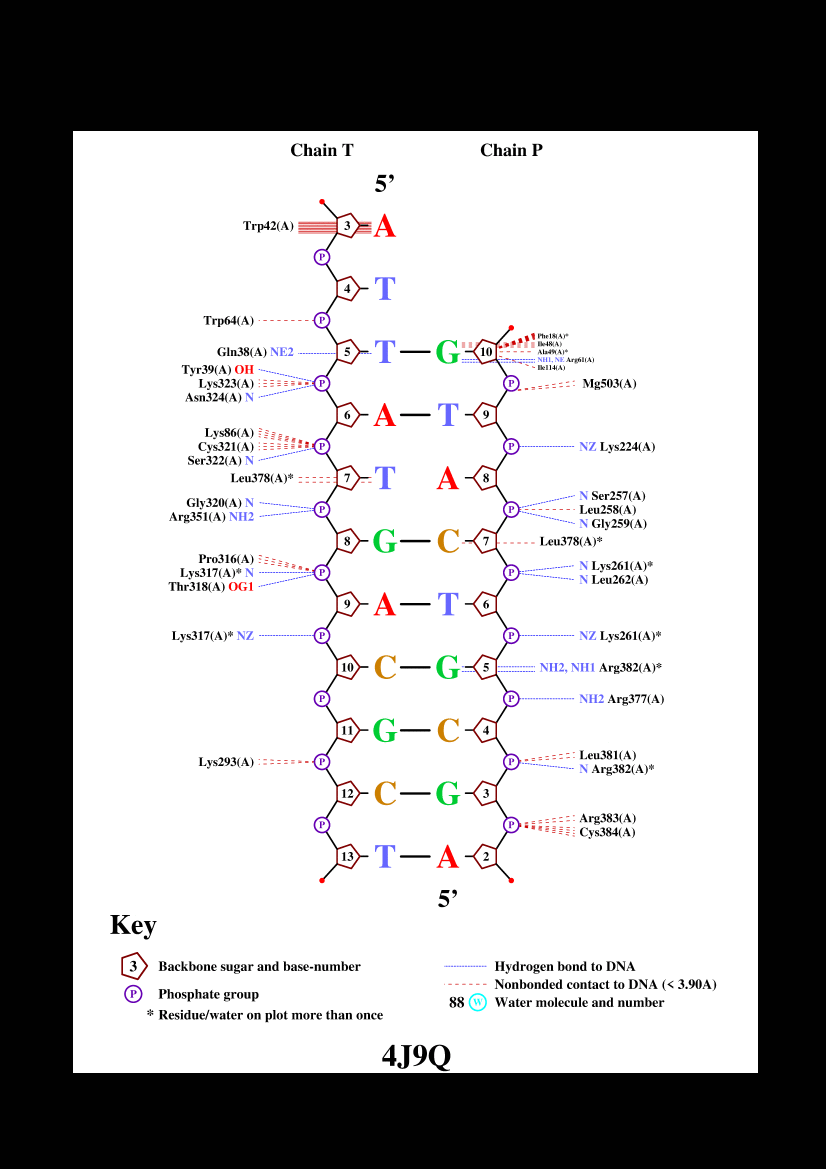 Chain T Chain P
5’
Trp42(A) 3 A
P
4 T
Trp64(A) P
Phe18(A)*
Ile48(A)
Gln38(A) NE2 5 T G 10 Ala49(A)*
NH1, NE Arg61(A)
Ile114(A)
Tyr39(A) OH
Lys323(A) P P Mg503(A)
Asn324(A) N
6 A T 9
Lys86(A)
Cys321(A) P P NZ Lys224(A)
Ser322(A) N
Leu378(A)* 7 T A 8
N Ser257(A)
Gly320(A) N P P Leu258(A)
Arg351(A) NH2 N Gly259(A)
8 G C 7 Leu378(A)*
Pro316(A) N Lys261(A)*
Lys317(A)* N P P N Leu262(A)
Thr318(A) OG1
9 A T 6
Lys317(A)* NZ P P NZ Lys261(A)*
10 C G 5 NH2, NH1 Arg382(A)*
P P NH2 Arg377(A)
11 G C 4
Leu381(A)
Lys293(A) P P N Arg382(A)*
12 C G 3
Arg383(A)
P P Cys384(A)
13 T A 2
5’
Key
3 Backbone sugar and base-number
P Phosphate group
* Residue/water on plot more than once
Hydrogen bond to DNA
Nonbonded contact to DNA (< 3.90A)
88 W Water molecule and number
4J9Q